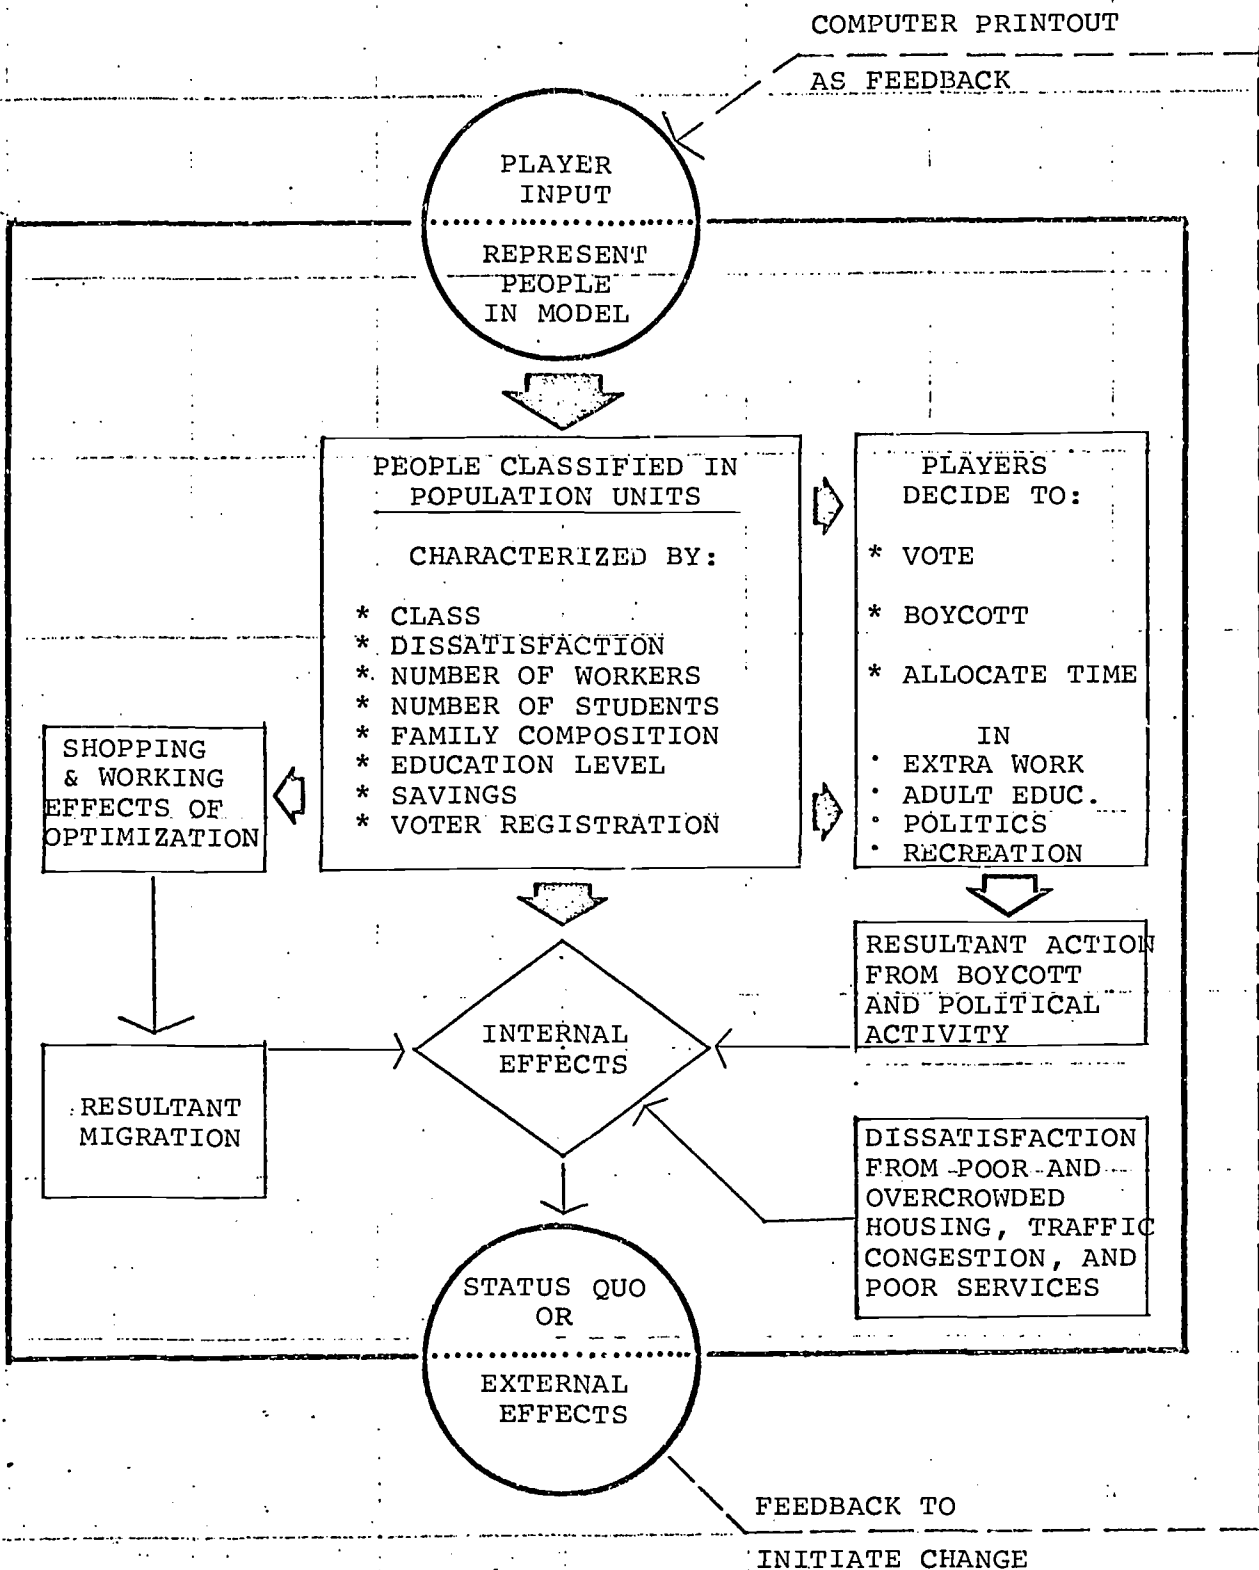 COMPUTER PRINTOUT
AS FEEDBACK
PLAYER
INPUT
REPRESENT
PEOPLE
IN MODEL
PEOPLE CLASSIFIED IN
POPULATION UNITS
CHARACTERIZED BY:
* CLASS
* DISSATISFACTION
* NUMBER OF WORKERS
* NUMBER OF STUDENTS
* FAMILY COMPOSITION
* EDUCATION LEVEL
* SAVINGS
* VOTER REGISTRATION
PLAYERS
DECIDE TO:
* VOTE
* BOYCOTT
* ALLOCATE TIME
IN
· EXTRA WORK
· ADULT EDUC.
· POLITICS
· RECREATION
SHOPPING
& WORKING
EFFECTS OF
OPTIMIZATION
RESULTANT ACTION
FROM BOYCOTT
AND POLITICAL
ACTIVITY
INTERNAL
EFFECTS
RESULTANT
MIGRATION
DISSATISFACTION
FROM POOR AND
OVERCROWDED
HOUSING, TRAFFIC
CONGESTION, AND
POOR SERVICES
STATUS QUO
OR
EXTERNAL
EFFECTS
FEEDBACK TO
INITIATE CHANGE